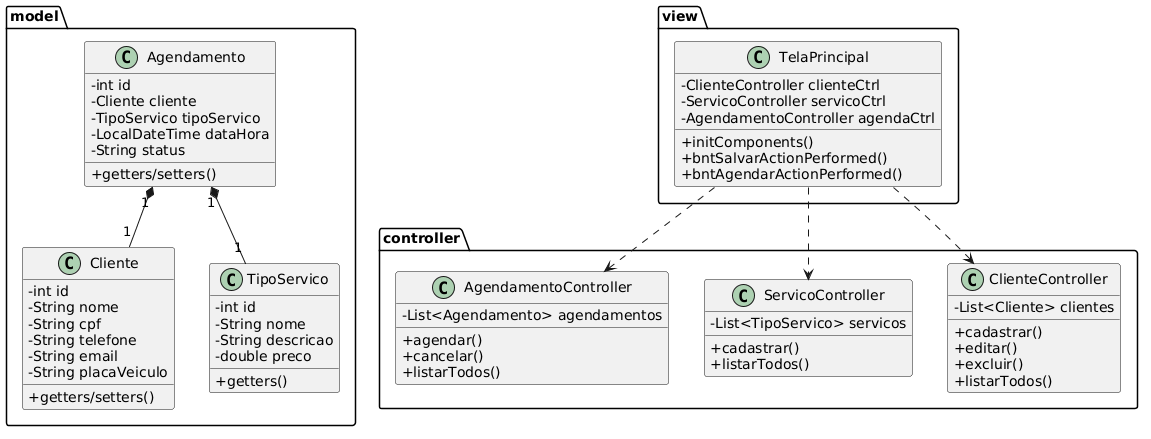 model
C Agendamento
-int id
-Cliente cliente
-TipoServico tipoServico
-LocalDateTime dataHora
-String status
+getters/setters()
1
1
1
1
C Cliente
-int id
-String nome
-String cpf
-String telefone
-String email
-String placaVeiculo
+getters/setters()
C TipoServico
-int id
-String nome
-String descricao
-double preco
+getters()
view
C TelaPrincipal
-ClienteController clienteCtrl
-ServicoController servicoCtrl
-AgendamentoController agendaCtrl
+initComponents()
+bntSalvarActionPerformed()
+bntAgendarActionPerformed()
controller
C AgendamentoController
-List<Agendamento> agendamentos
+agendar()
+cancelar()
+listarTodos()
C ServicoController
-List<TipoServico> servicos
+cadastrar()
+listarTodos()
C ClienteController
-List<Cliente> clientes
+cadastrar()
+editar()
+excluir()
+listarTodos()